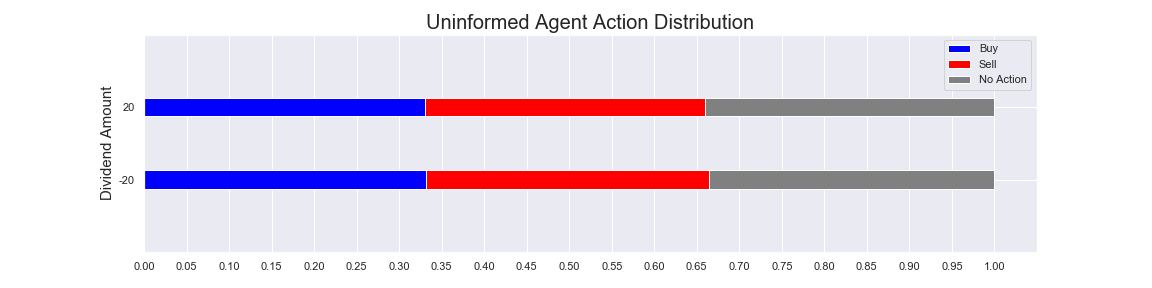 Uninformed Agent Action Distribution
Buy
Sell
No Action
Dividend Amount
20
-20
0.00 0.05 0.10 0.15 0.20 0.25 0.30 0.35 0.40 0.45 0.50 0.55 0.60 0.65 0.70 0.75 0.80 0.85 0.90 0.95 1.00